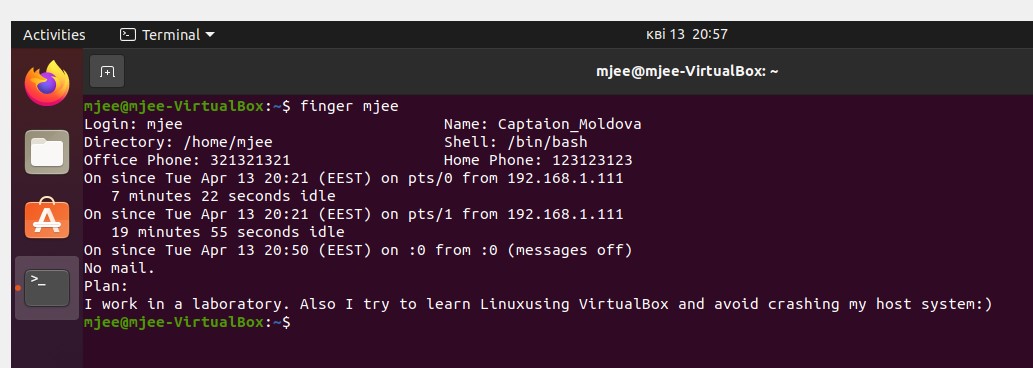 Activities Terminal кві 13 20:57
mjee@mjee-VirtualBox: ~
mjee@mjee-VirtualBox:~$ finger mjee
Login: mjee Name: Captaion_Moldova
Directory: /home/mjee Shell: /bin/bash
Office Phone: 321321321 Home Phone: 123123123
On since Tue Apr 13 20:21 (EEST) on pts/0 from 192.168.1.111
7 minutes 22 seconds idle
On since Tue Apr 13 20:21 (EEST) on pts/1 from 192.168.1.111
19 minutes 55 seconds idle
On since Tue Apr 13 20:50 (EEST) on :0 from :0 (messages off)
No mail.
Plan:
I work in a laboratory. Also I try to learn Linuxusing VirtualBox and avoid crashing my host system:)
mjee@mjee-VirtualBox:~$